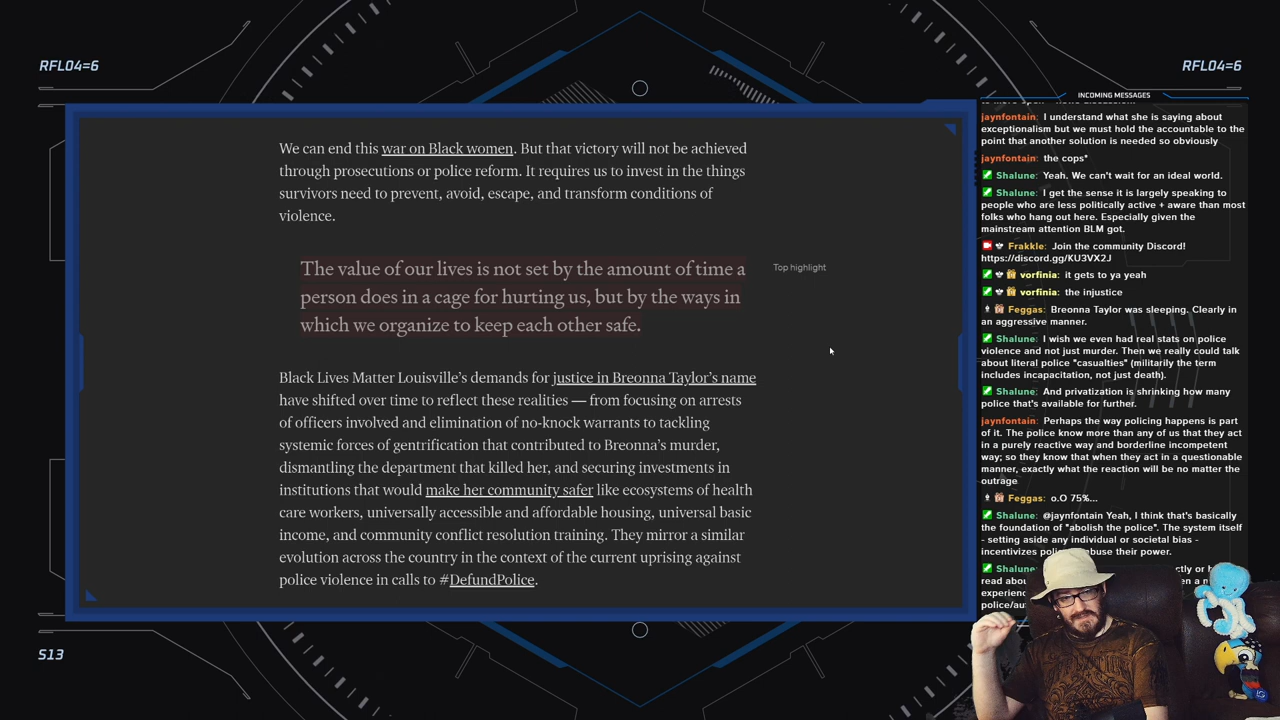 RFL04=6
RFL04=6
We can end this war on Black women. But that victory will not be achieved
through prosecutions or police reform. It requires us to invest in the things
survivors need to prevent, avoid, escape, and transform conditions of
violence.
The value of our lives is not set by the amount of time a
person does in a cage for hurting us, but by the ways in
which we organize to keep each other safe.
Top highlight
Black Lives Matter Louisville's demands for justice in Breonna Taylor's name
have shifted over time to reflect these realities — from focusing on arrests
of officers involved and elimination of no-knock warrants to tackling
systemic forces of gentrification that contributed to Breonna's murder,
dismantling the department that killed her, and securing investments in
institutions that would make her community safer like ecosystems of health
care workers, universally accessible and affordable housing, universal basic
income, and community conflict resolution training. They mirror a similar
evolution across the country in the context of the current uprising against
police violence in calls to #DefundPolice.
S13
INCOMING MESSAGES
jaynfontain: I understand what she is saying about
exceptionalism but we must hold the accountable to the
point that another solution is needed so obviously
jaynfontain: the cops*
Shalune: Yeah. We can't wait for an ideal world.
Shalune: I get the sense it is largely speaking to
people who are less politically active + aware than most
folks who hang out here. Especially given the
mainstream attention BLM got.
Frakkle: Join the community Discord!
https://discord.gg/KU3VX2J
vorfinia: it gets to ya yeah
vorfinia: the injustice
Feggas: Breonna Taylor was sleeping. Clearly in
an aggressive manner.
Shalune: I wish we even had real stats on police
violence and not just murder. Then we really could talk
about literal police "casualties" (militarily the term
includes incapacitation, not just death).
Shalune: And privatization is shrinking how many
police that's available for further.
jaynfontain: Perhaps the way policing happens is part
of it. The police know more than any of us that they act
in a purely reactive way and borderline incompetent
way; so they know that when they act in a questionable
manner, exactly what the reaction will be no matter the
outrage
Feggas: o.O 75%...
Shalune: @jaynfontain Yeah, I think that's basically
the foundation of "abolish the police". The system itself
- setting aside any individual or societal bias -
incentivizes abuse their power.
Shalune:
read